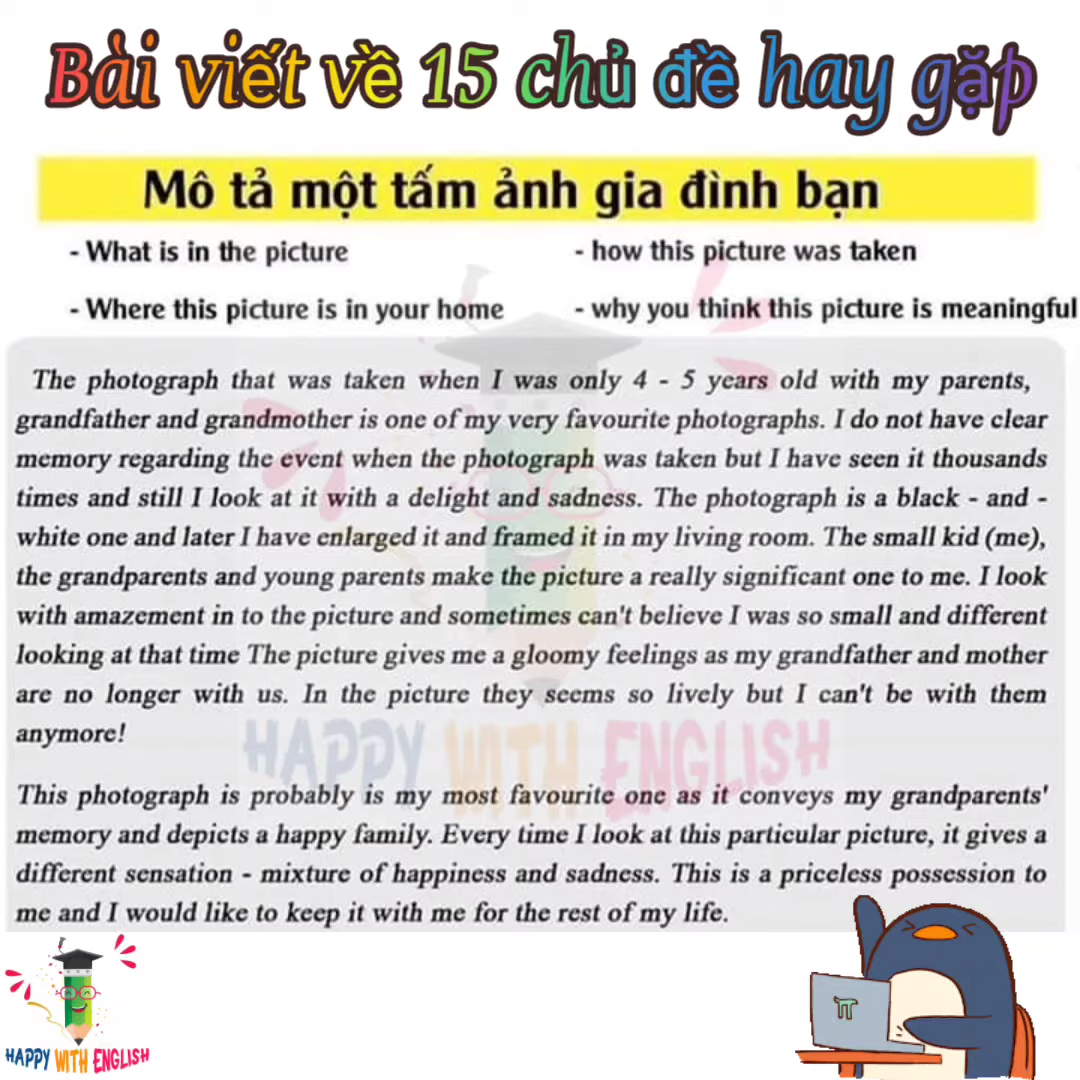 Bài viết về 15 chủ đề hay gặp
Mô tả một tấm ảnh gia đình bạn
- What is in the picture
- how this picture was taken
- Where this picture is in your home
- why you think this picture is meaningful
The photograph that was taken when I was only 4 - 5 years old with my parents,
grandfather and grandmother is one of my very favourite photographs. I do not have clear
memory regarding the event when the photograph was taken but I have seen it thousands
times and still I look at it with a delight and sadness. The photograph is a black - and -
white one and later I have enlarged it and framed it in my living room. The small kid (me),
the grandparents and young parents make the picture a really significant one to me. I look
with amazement in to the picture and sometimes can't believe I was so small and different
looking at that time The picture gives me a gloomy feelings as my grandfather and mother
are no longer with us. In the picture they seems so lively but I can't be with them
anymore!
HAPPY WITH ENGLISH
This photograph is probably is my most favourite one as it conveys my grandparents'
memory and depicts a happy family. Every time I look at this particular picture, it gives a
different sensation - mixture of happiness and sadness. This is a priceless possession to
me and I would like to keep it with me for the rest of my life.
HAPPY WITH ENGLISH